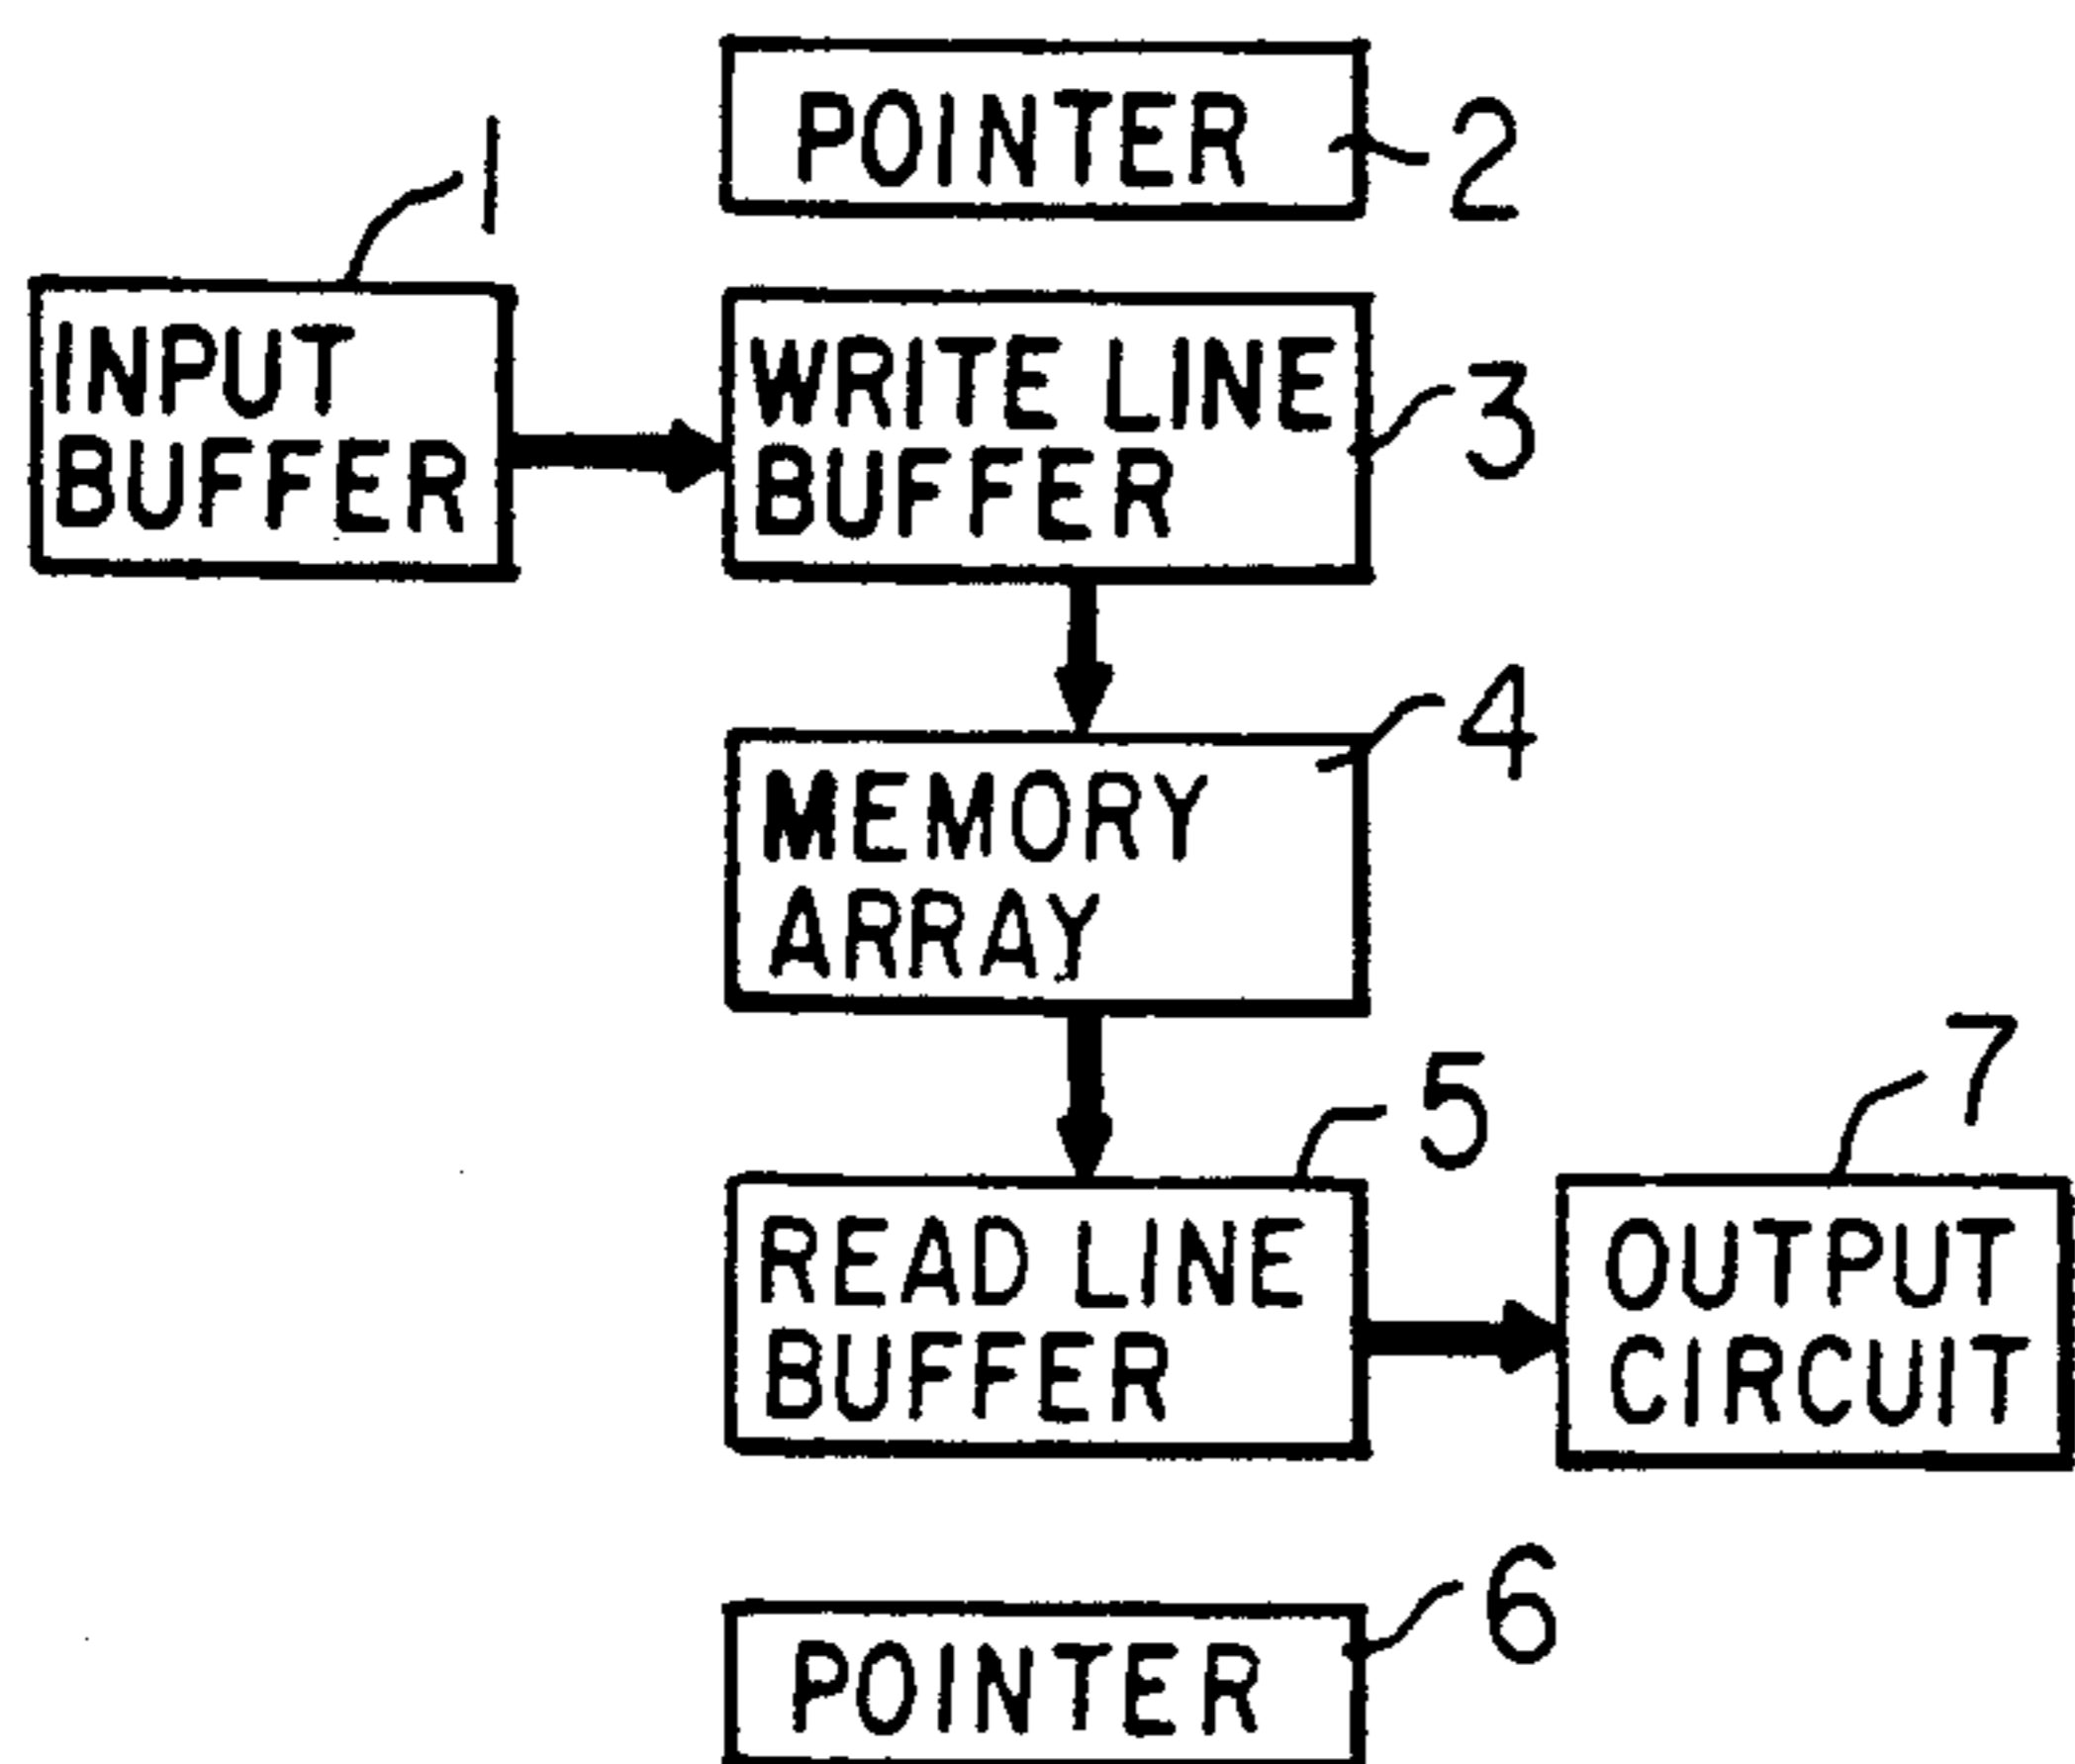 POINTER
2
1
INPUT
BUFFER
WRITE LINE
BUFFER
3
4
MEMORY
ARRAY
5
7
READ LINE
BUFFER
OUTPUT
CIRCUIT
6
POINTER